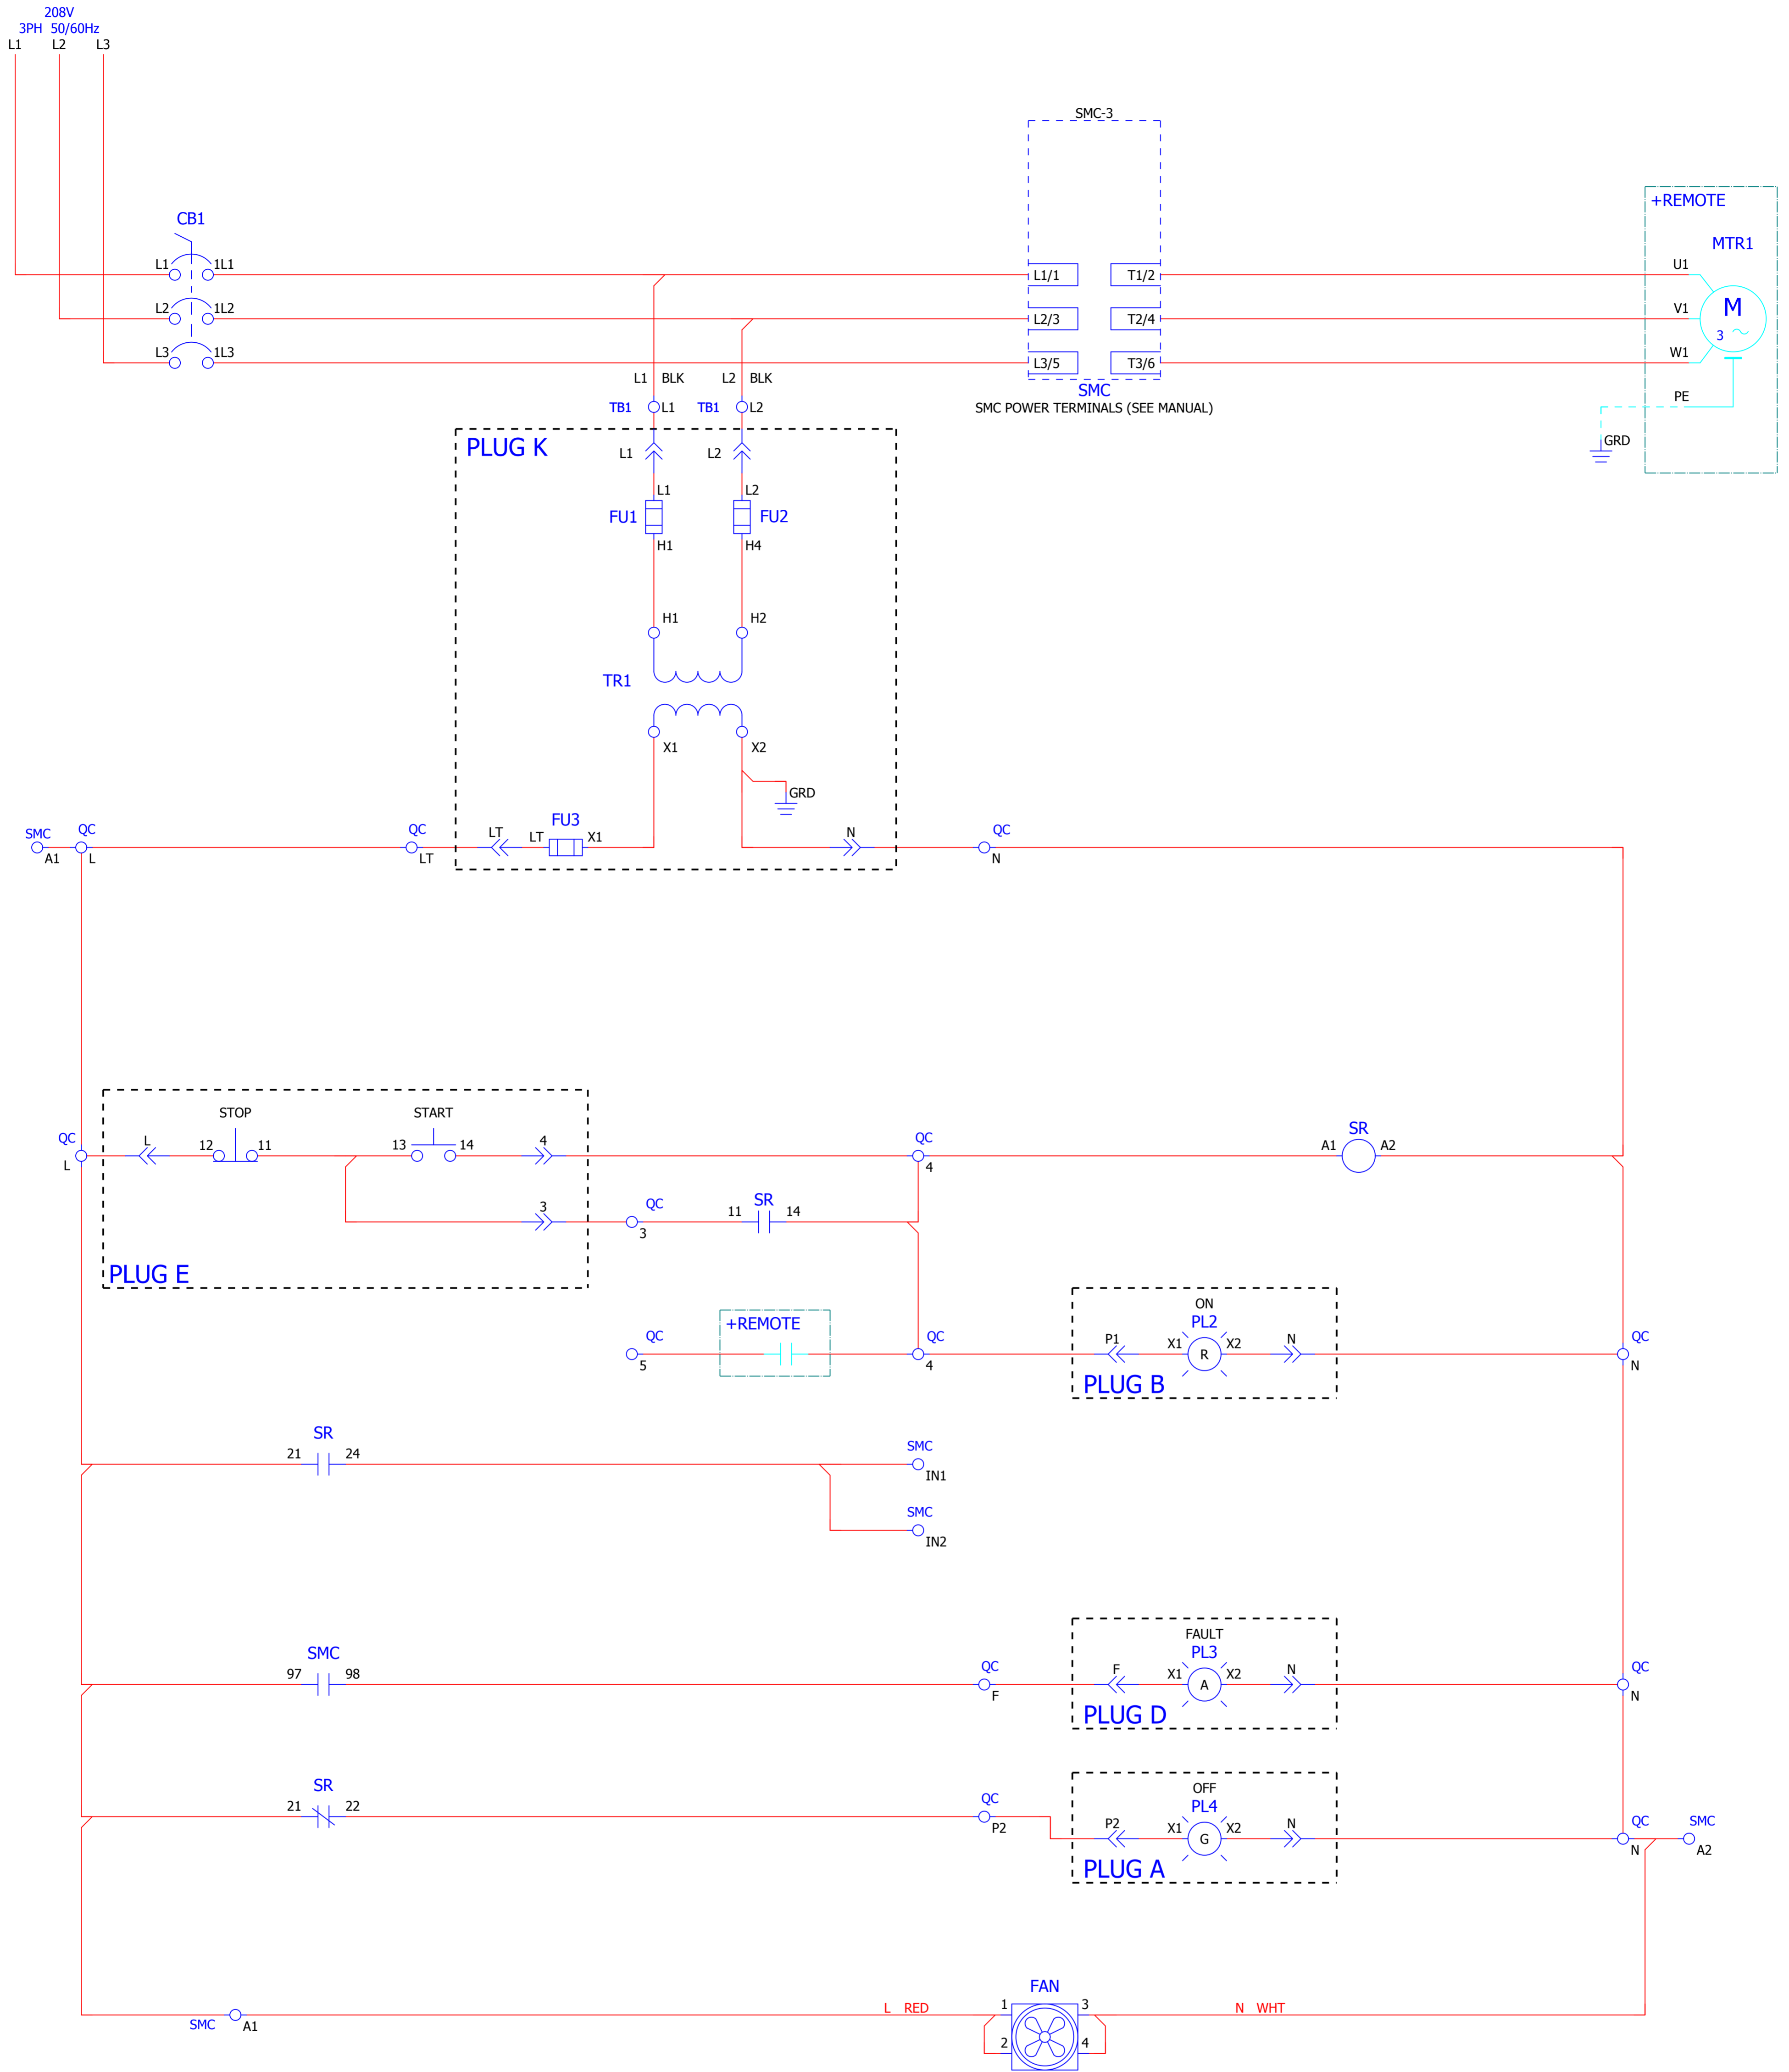 208V
3PH 50/60Hz
L1 L2 L3
SMC-3
+REMOTE
CB1
MTR1
L1 1L1 L1/1 T1/2 U1
L2 1L2 L2/3 T2/4 V1 M
3
L3 1L3 L3/5 T3/6 W1
L1 BLK L2 BLK
SMC
PE
TB1 L1 TB1 L2
SMC POWER TERMINALS (SEE MANUAL)
GRD
PLUG K
L1 L2
L1 L2
FU1 FU2
H1 H4
H1 H2
TR1
X1 X2
GRD
SMC QC QC FU3 QC
LT LT X1 N
A1 L LT N
STOP START
QC L 12 11 13 14 4 QC A1 SR A2
L 4
3 QC 11 SR 14
3
PLUG E
ON
+REMOTE PL2
QC QC P1 X1 R X2 N QC
5 4 N
PLUG B
SR
21 24 SMC
IN1
SMC
IN2
FAULT
SMC PL3
97 98 QC F X1 A X2 N QC
F N
PLUG D
OFF
SR PL4
21 22 QC P2 X1 G X2 N QC SMC
P2 N A2
PLUG A
FAN
L RED 1 3 N WHT
SMC A1
2 4